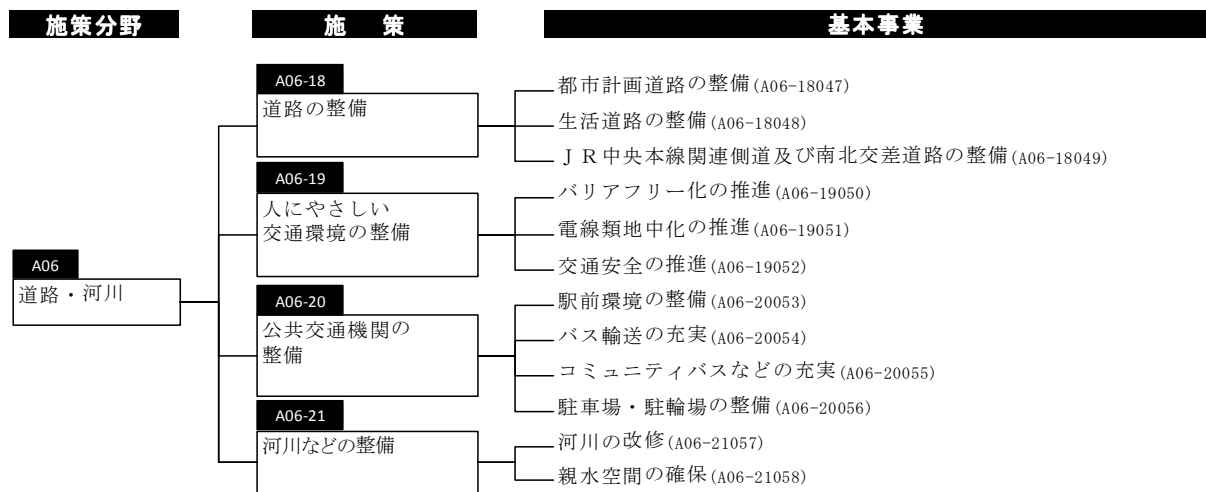 施策分野
施　策
基本事業
A06
道路・河川
A06-18
道路の整備
都市計画道路の整備(A06-18047)
生活道路の整備(A06-18048)
ＪＲ中央本線関連側道及び南北交差道路の整備(A06-18049)
A06-19
人にやさしい
交通環境の整備
バリアフリー化の推進(A06-19050)
電線類地中化の推進(A06-19051)
交通安全の推進(A06-19052)
A06-20
公共交通機関の
整備
駅前環境の整備(A06-20053)
バス輸送の充実(A06-20054)
コミュニティバスなどの充実(A06-20055)
駐車場・駐輪場の整備(A06-20056)
A06-21
河川などの整備
河川の改修(A06-21057)
親水空間の確保(A06-21058)